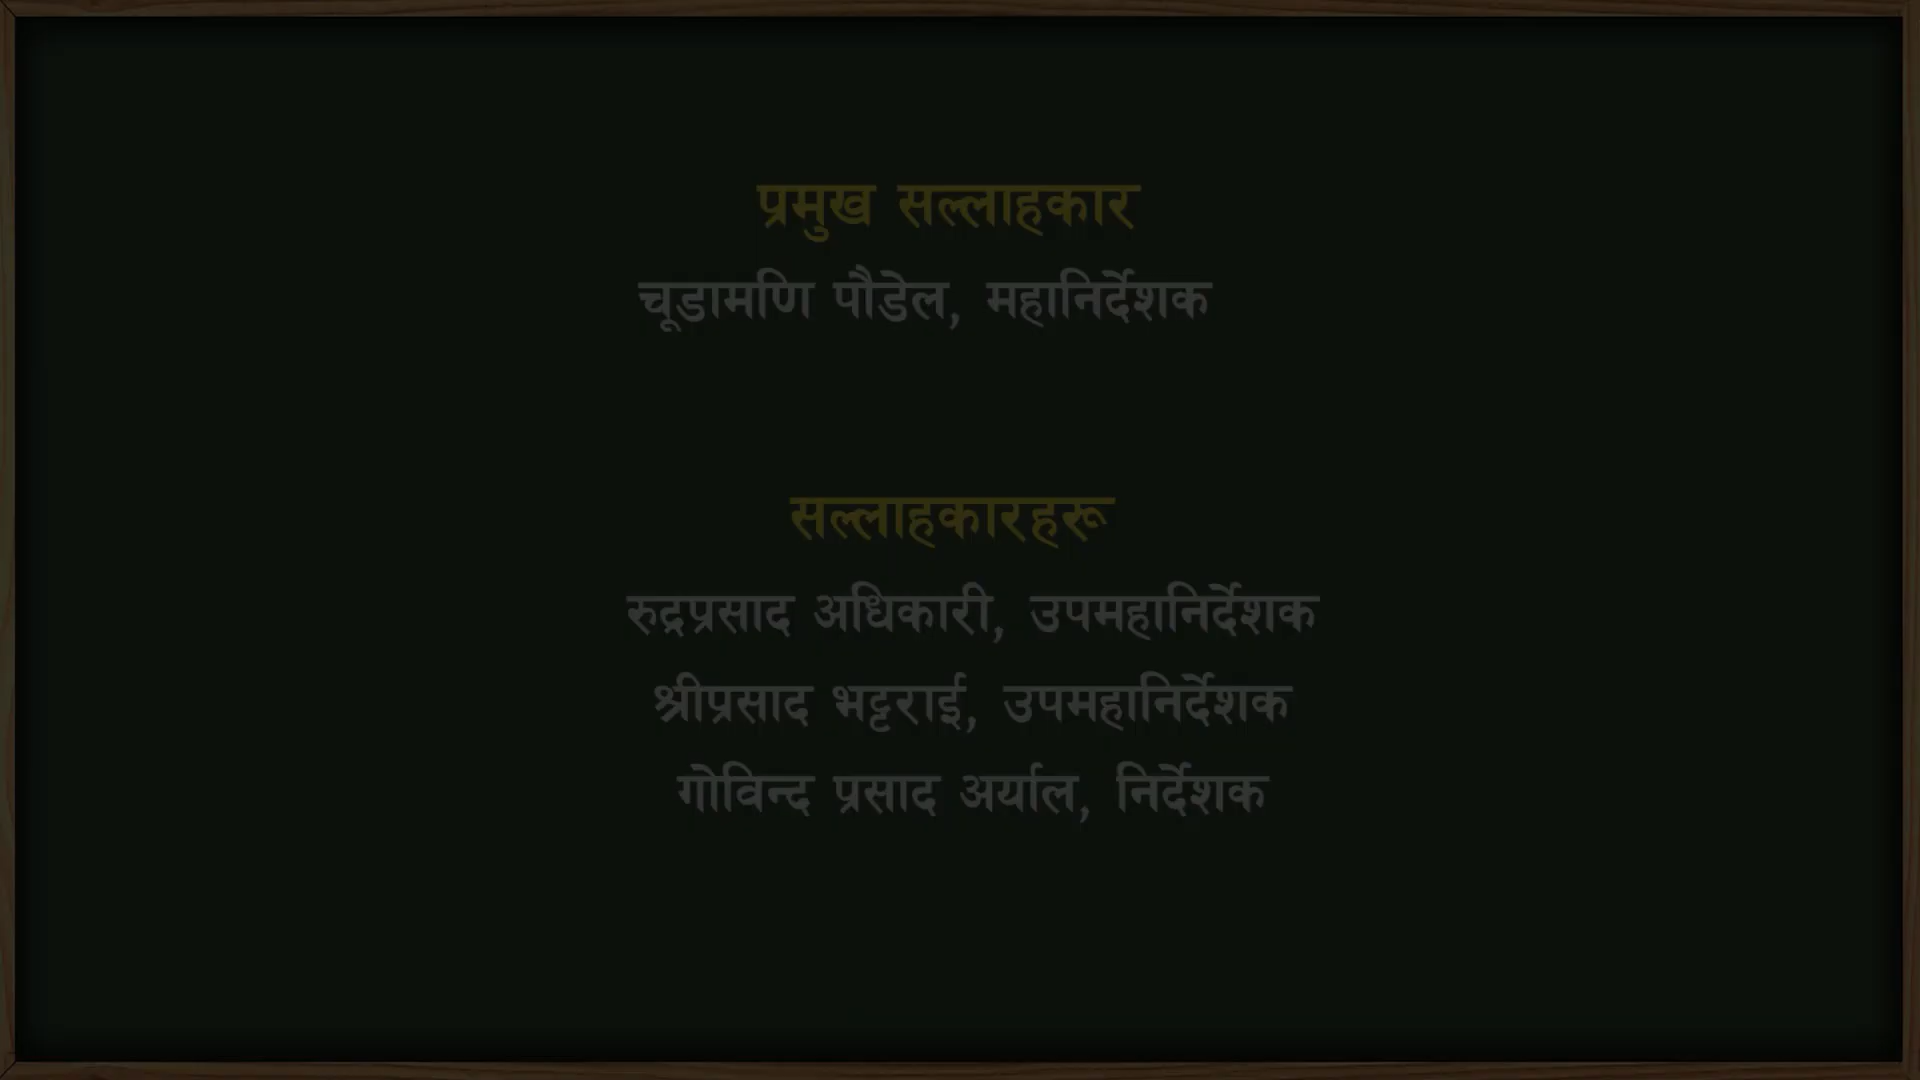 प्रमुख सल्लाहकार
चूडामणि पौडेल, महानिर्देशक
सल्लाहकारहरू
रुद्रप्रसाद अधिकारी, उपमहानिर्देशक
श्रीप्रसाद भट्टराई, उपमहानिर्देशक
गोविन्द प्रसाद अर्याल, निर्देशक